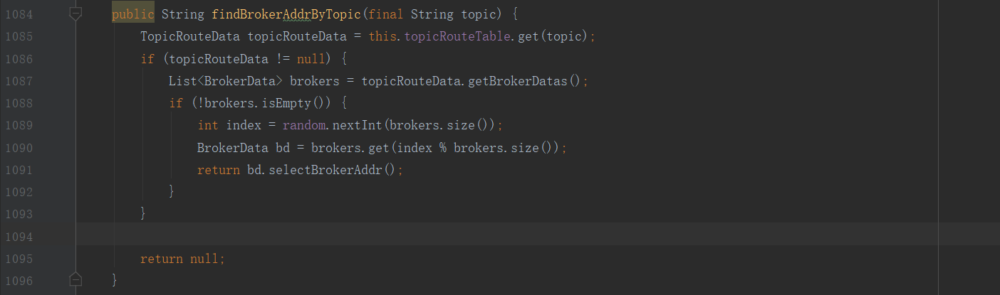 1084 public String findBrokerAddrByTopic(final String topic) {
1085 TopicRouteData topicRouteData = this.topicRouteTable.get(topic);
1086 if (topicRouteData != null) {
1087 List<BrokerData> brokers = topicRouteData.getBrokerDatas();
1088 if (!brokers.isEmpty()) {
1089 int index = random.nextInt(brokers.size());
1090 BrokerData bd = brokers.get(index % brokers.size());
1091 return bd.selectBrokerAddr();
1092 }
1093 }
1094
1095 return null;
1096 }